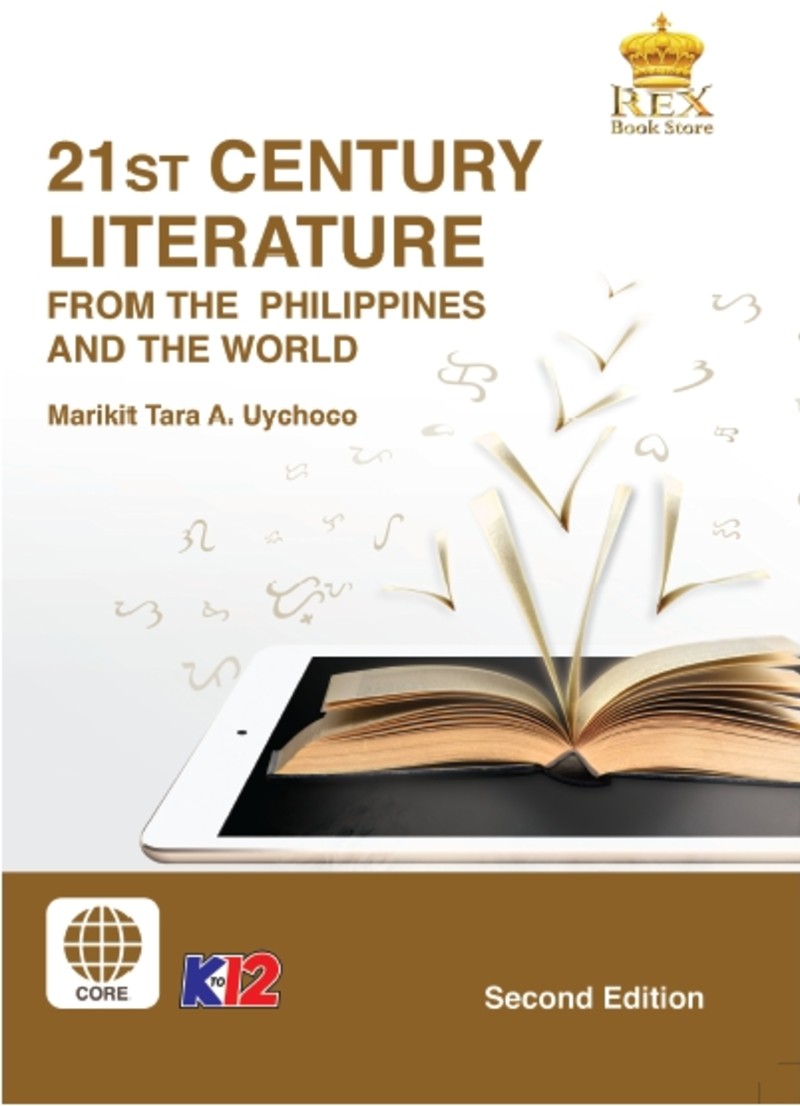 REX
Book Store
21ST CENTURY
LITERATURE
FROM THE PHILIPPINES
AND THE WORLD
Marikit Tara A. Uychoco
CORE
K TO 12
Second Edition